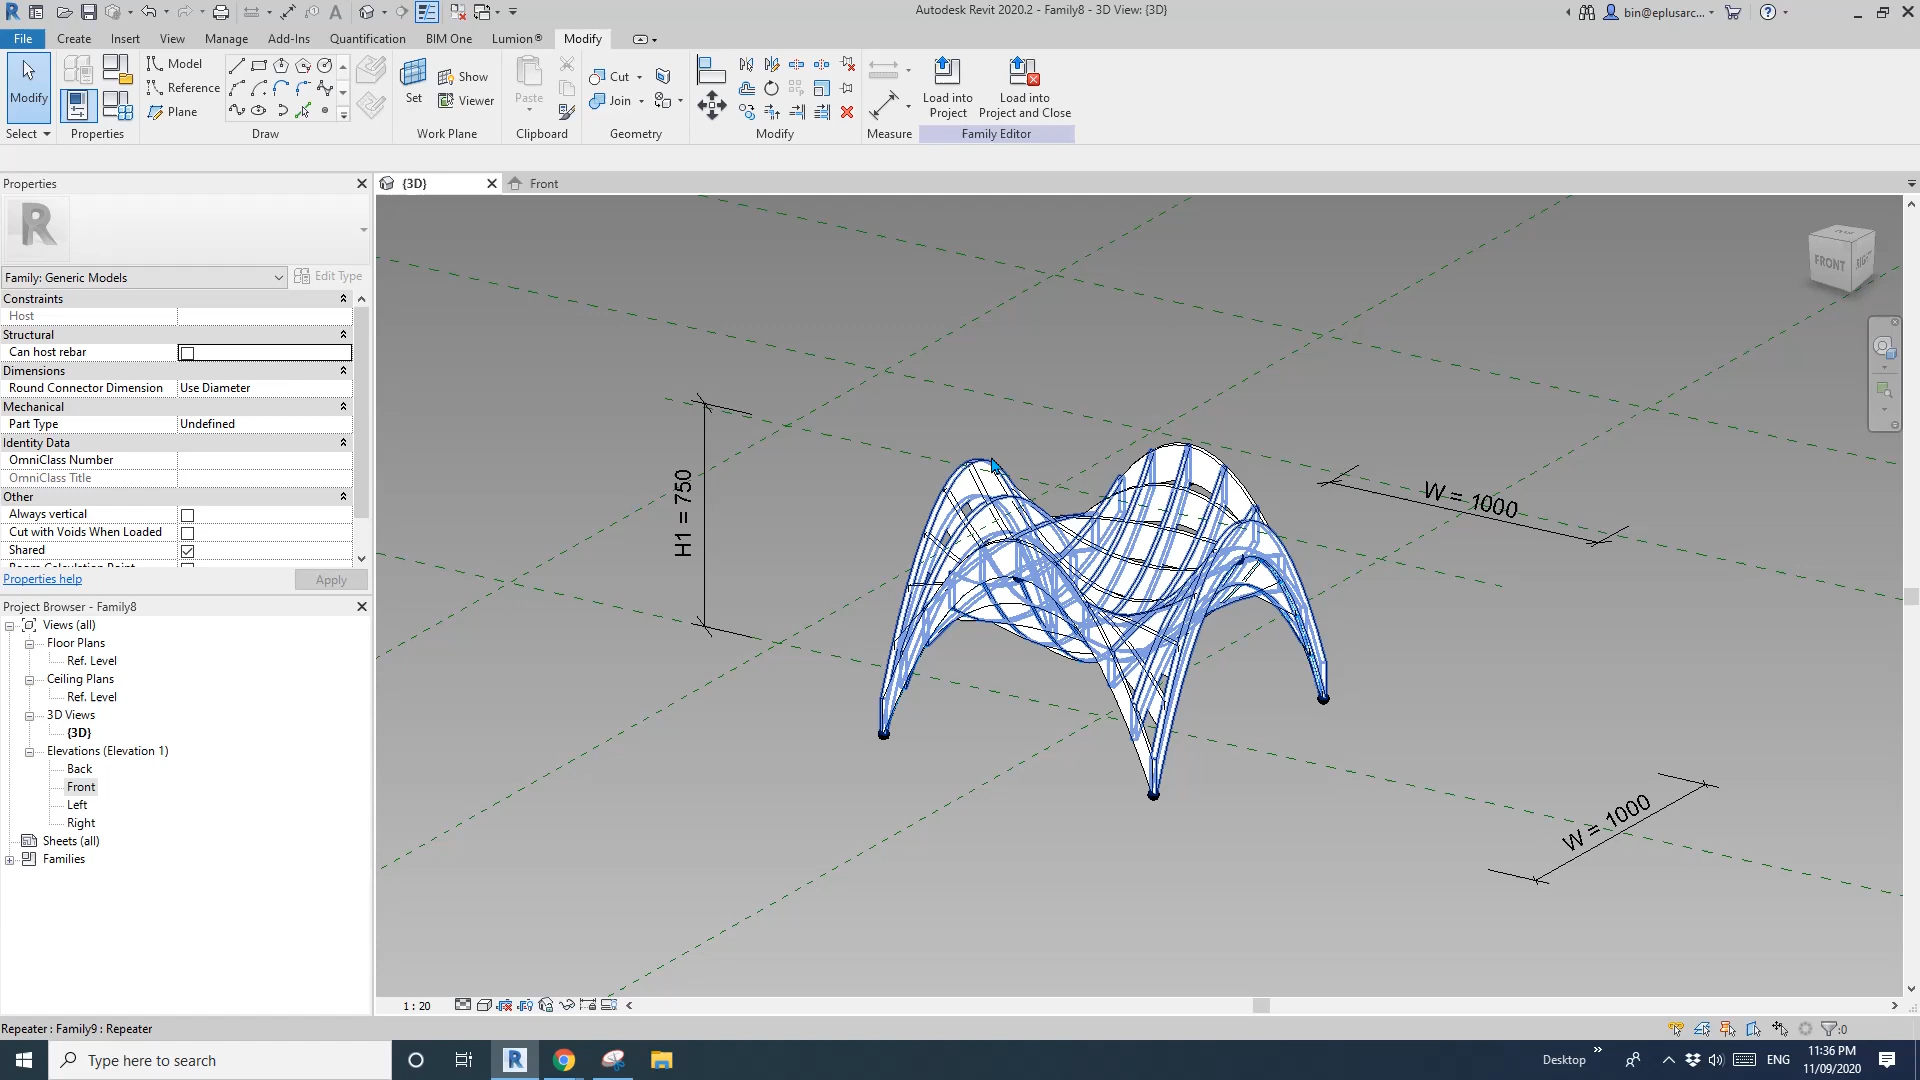 Autodesk Revit 2020.2 - Family8 - 3D View: {3D}
bin@eplusarc...
File Create Insert View Manage Add-Ins Quantification BIM One Lumion® Modify
Modify
Select
Properties
Model
Reference
Plane
Draw
Set
Show
Viewer
Work Plane
Paste
Clipboard
Cut
Join
Geometry
Modify
Measure
Load into
Project
Load into
Project and Close
Family Editor
Properties
{3D}
Front
R
Family: Generic Models
Edit Type
Constraints
Host
Structural
Can host rebar
Dimensions
Round Connector Dimension Use Diameter
Mechanical
Part Type Undefined
Identity Data
OmniClass Number
OmniClass Title
Other
Always vertical
Cut with Voids When Loaded
Shared
Properties help
Apply
Project Browser - Family8
Views (all)
Floor Plans
Ref. Level
Ceiling Plans
Ref. Level
3D Views
{3D}
Elevations (Elevation 1)
Back
Front
Left
Right
Sheets (all)
Families
H1 = 750
W = 1000
W = 1000
FRONT
RIGHT
1 : 20
Repeater : Family9 : Repeater
:0
Type here to search
Desktop
ENG
11:36 PM
11/09/2020